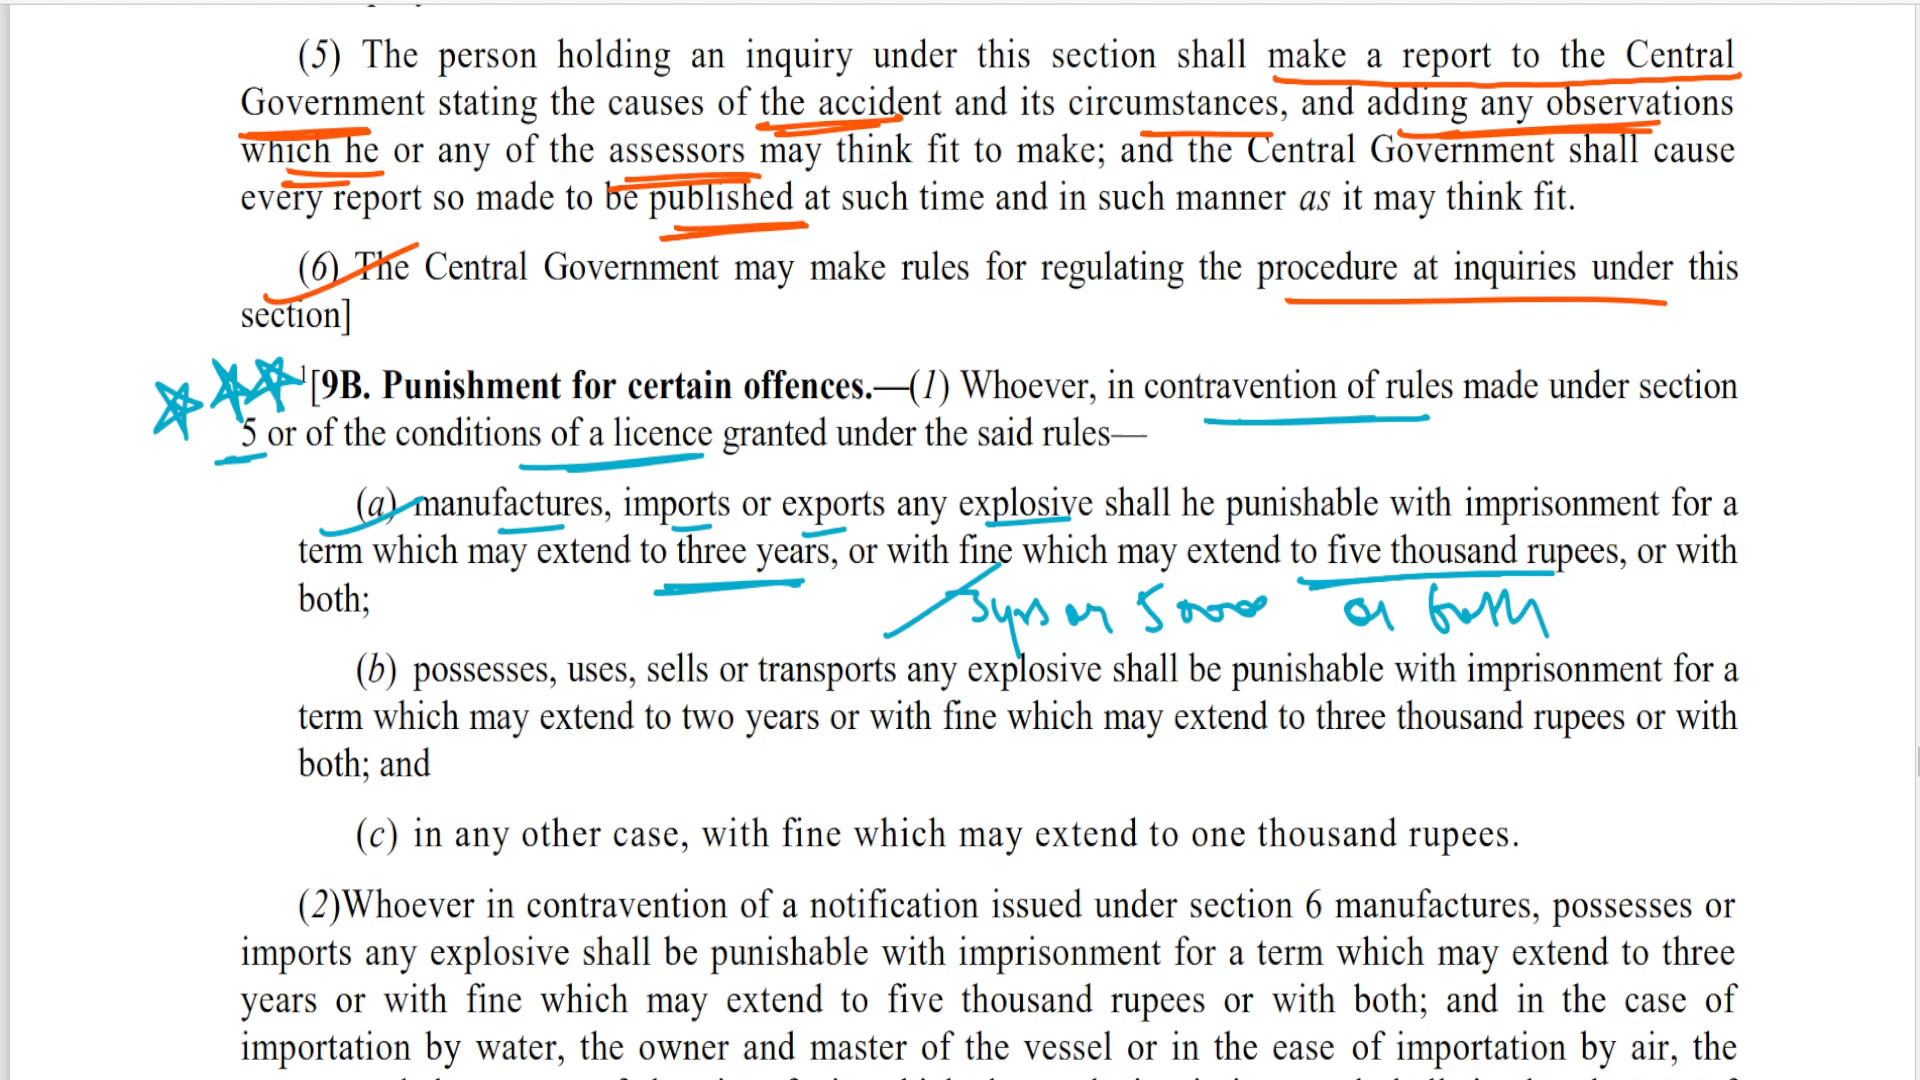 (5) The person holding an inquiry under this section shall make a report to the Central
Government stating the causes of the accident and its circumstances, and adding any observations
which he or any of the assessors may think fit to make; and the Central Government shall cause
every report so made to be published at such time and in such manner as it may think fit.
(6) The Central Government may make rules for regulating the procedure at inquiries under this
section]
1[9B. Punishment for certain offences.—(1) Whoever, in contravention of rules made under section
5 or of the conditions of a licence granted under the said rules—
(a) manufactures, imports or exports any explosive shall he punishable with imprisonment for a
term which may extend to three years, or with fine which may extend to five thousand rupees, or with
both;
3yrs or 5000 or both
(b) possesses, uses, sells or transports any explosive shall be punishable with imprisonment for a
term which may extend to two years or with fine which may extend to three thousand rupees or with
both; and
(c) in any other case, with fine which may extend to one thousand rupees.
(2)Whoever in contravention of a notification issued under section 6 manufactures, possesses or
imports any explosive shall be punishable with imprisonment for a term which may extend to three
years or with fine which may extend to five thousand rupees or with both; and in the case of
importation by water, the owner and master of the vessel or in the ease of importation by air, the